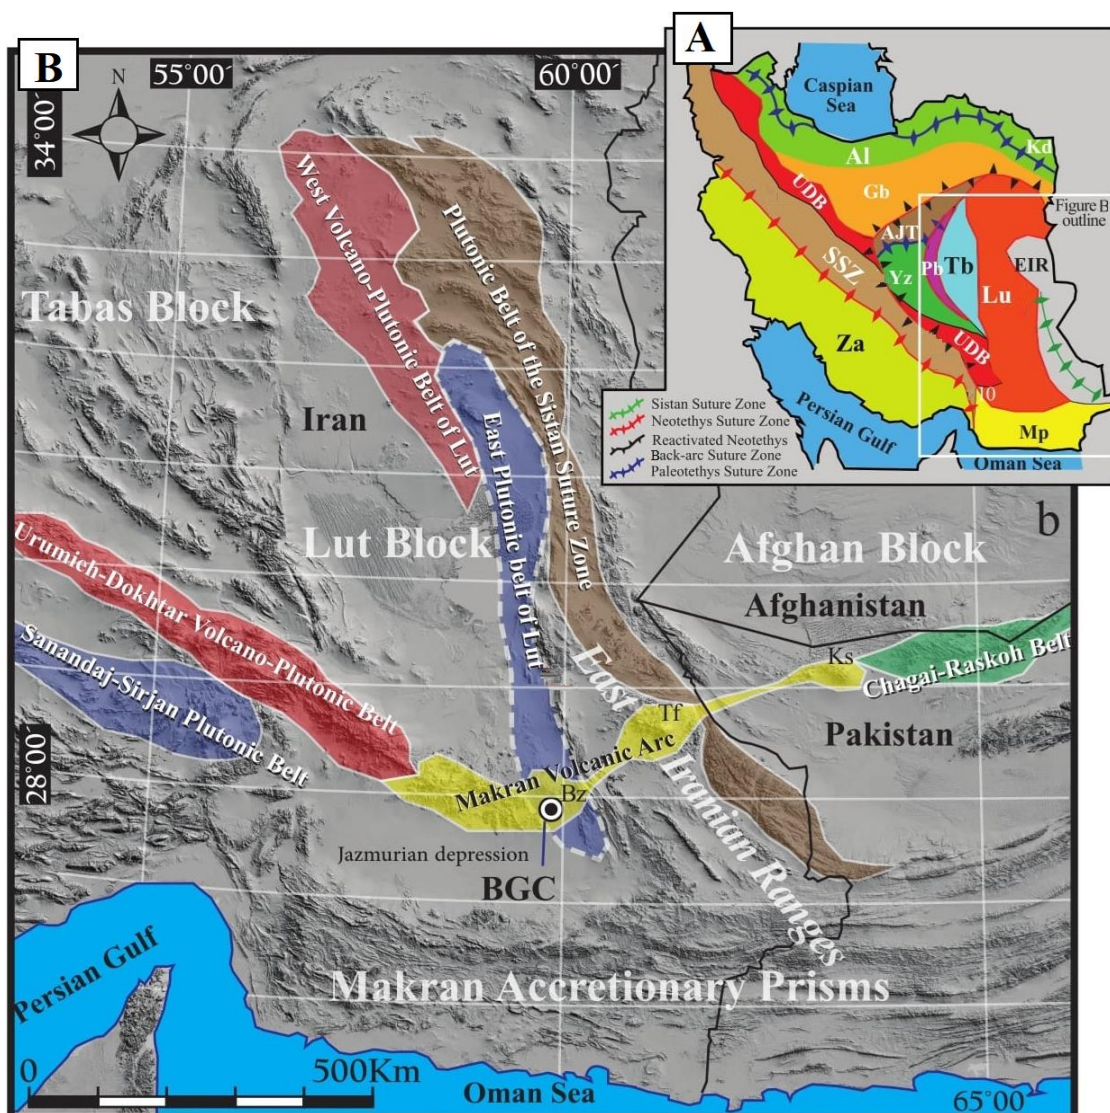 B
N
55°00´
60°00´
34°00´
28°00´
65°00´
A
Caspian
Sea
Al
Kd
UDB
Gb
Figure B
outline
AJT
SSZ
Pb
Tb
EIR
Yz
Lu
Za
UDB
10
Mp
Persian Gulf
Oman Sea
Sistan Suture Zone
Neotethys Suture Zone
Reactivated Neotethys
Back-arc Suture Zone
Paleotethys Suture Zone
West Volcano-Plutonic Belt of Lut
Plutonic Belt of the Sistan Suture Zone
Tabas Block
Iran
East Plutonic belt of Lut
Lut Block
b
Afghan Block
Afghanistan
Urumieh-Dokhtar Volcano-Plutonic Belt
Sanandaj-Sirjan Plutonic Belt
Ks
Chagai-Raskoh Belt
East Iranian Ranges
Tf
Pakistan
Makran Volcanic Arc
Bz
Jazmurian depression
BGC
Makran Accretionary Prisms
Persian Gulf
0
500Km
Oman Sea